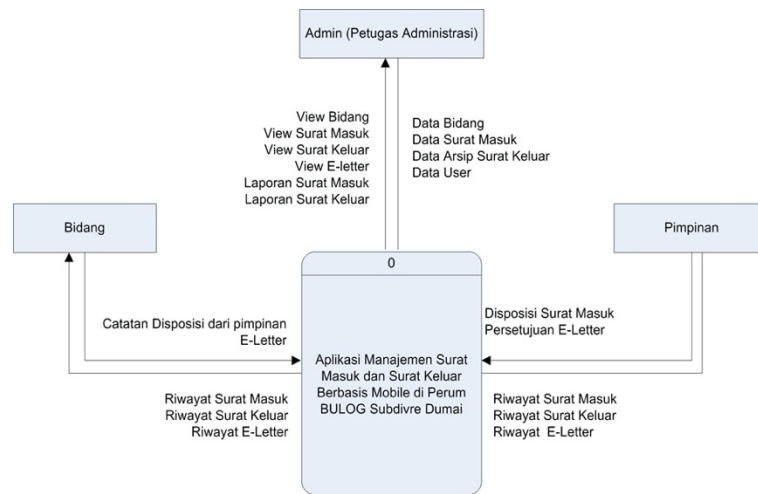 Admin (Petugas Administrasi)
View Bidang
View Surat Masuk
View Surat Keluar
View E-letter
Laporan Surat Masuk
Laporan Surat Keluar
Data Bidang
Data Surat Masuk
Data Arsip Surat Keluar
Data User
Bidang
Pimpinan
0
Catatan Disposisi dari pimpinan
E-Letter
Disposisi Surat Masuk
Persetujuan E-Letter
Aplikasi Manajemen Surat
Masuk dan Surat Keluar
Berbasis Mobile di Perum
BULOG Subdivre Dumai
Riwayat Surat Masuk
Riwayat Surat Keluar
Riwayat E-Letter
Riwayat Surat Masuk
Riwayat Surat Keluar
Riwayat E-Letter